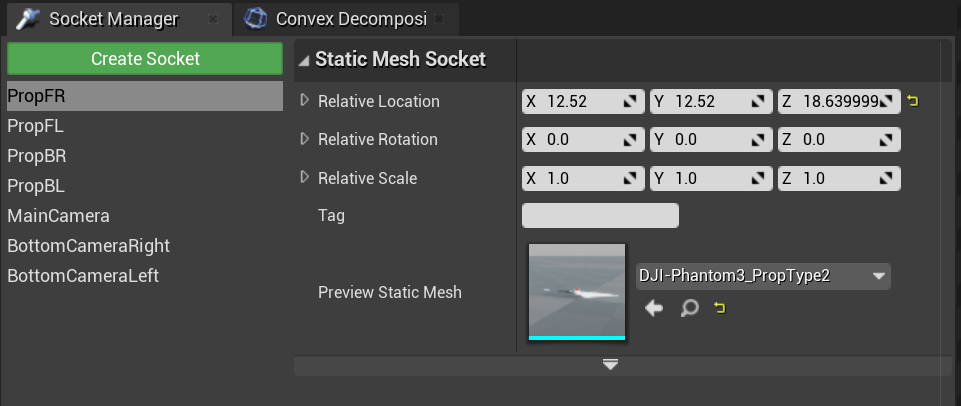 Socket Manager
Convex Decomposi
Create Socket
PropFR
PropFL
PropBR
PropBL
MainCamera
BottomCameraRight
BottomCameraLeft
Static Mesh Socket
Relative Location X 12.52 Y 12.52 Z 18.639999
Relative Rotation X 0.0 Y 0.0 Z 0.0
Relative Scale X 1.0 Y 1.0 Z 1.0
Tag
Preview Static Mesh DJI-Phantom3_PropType2